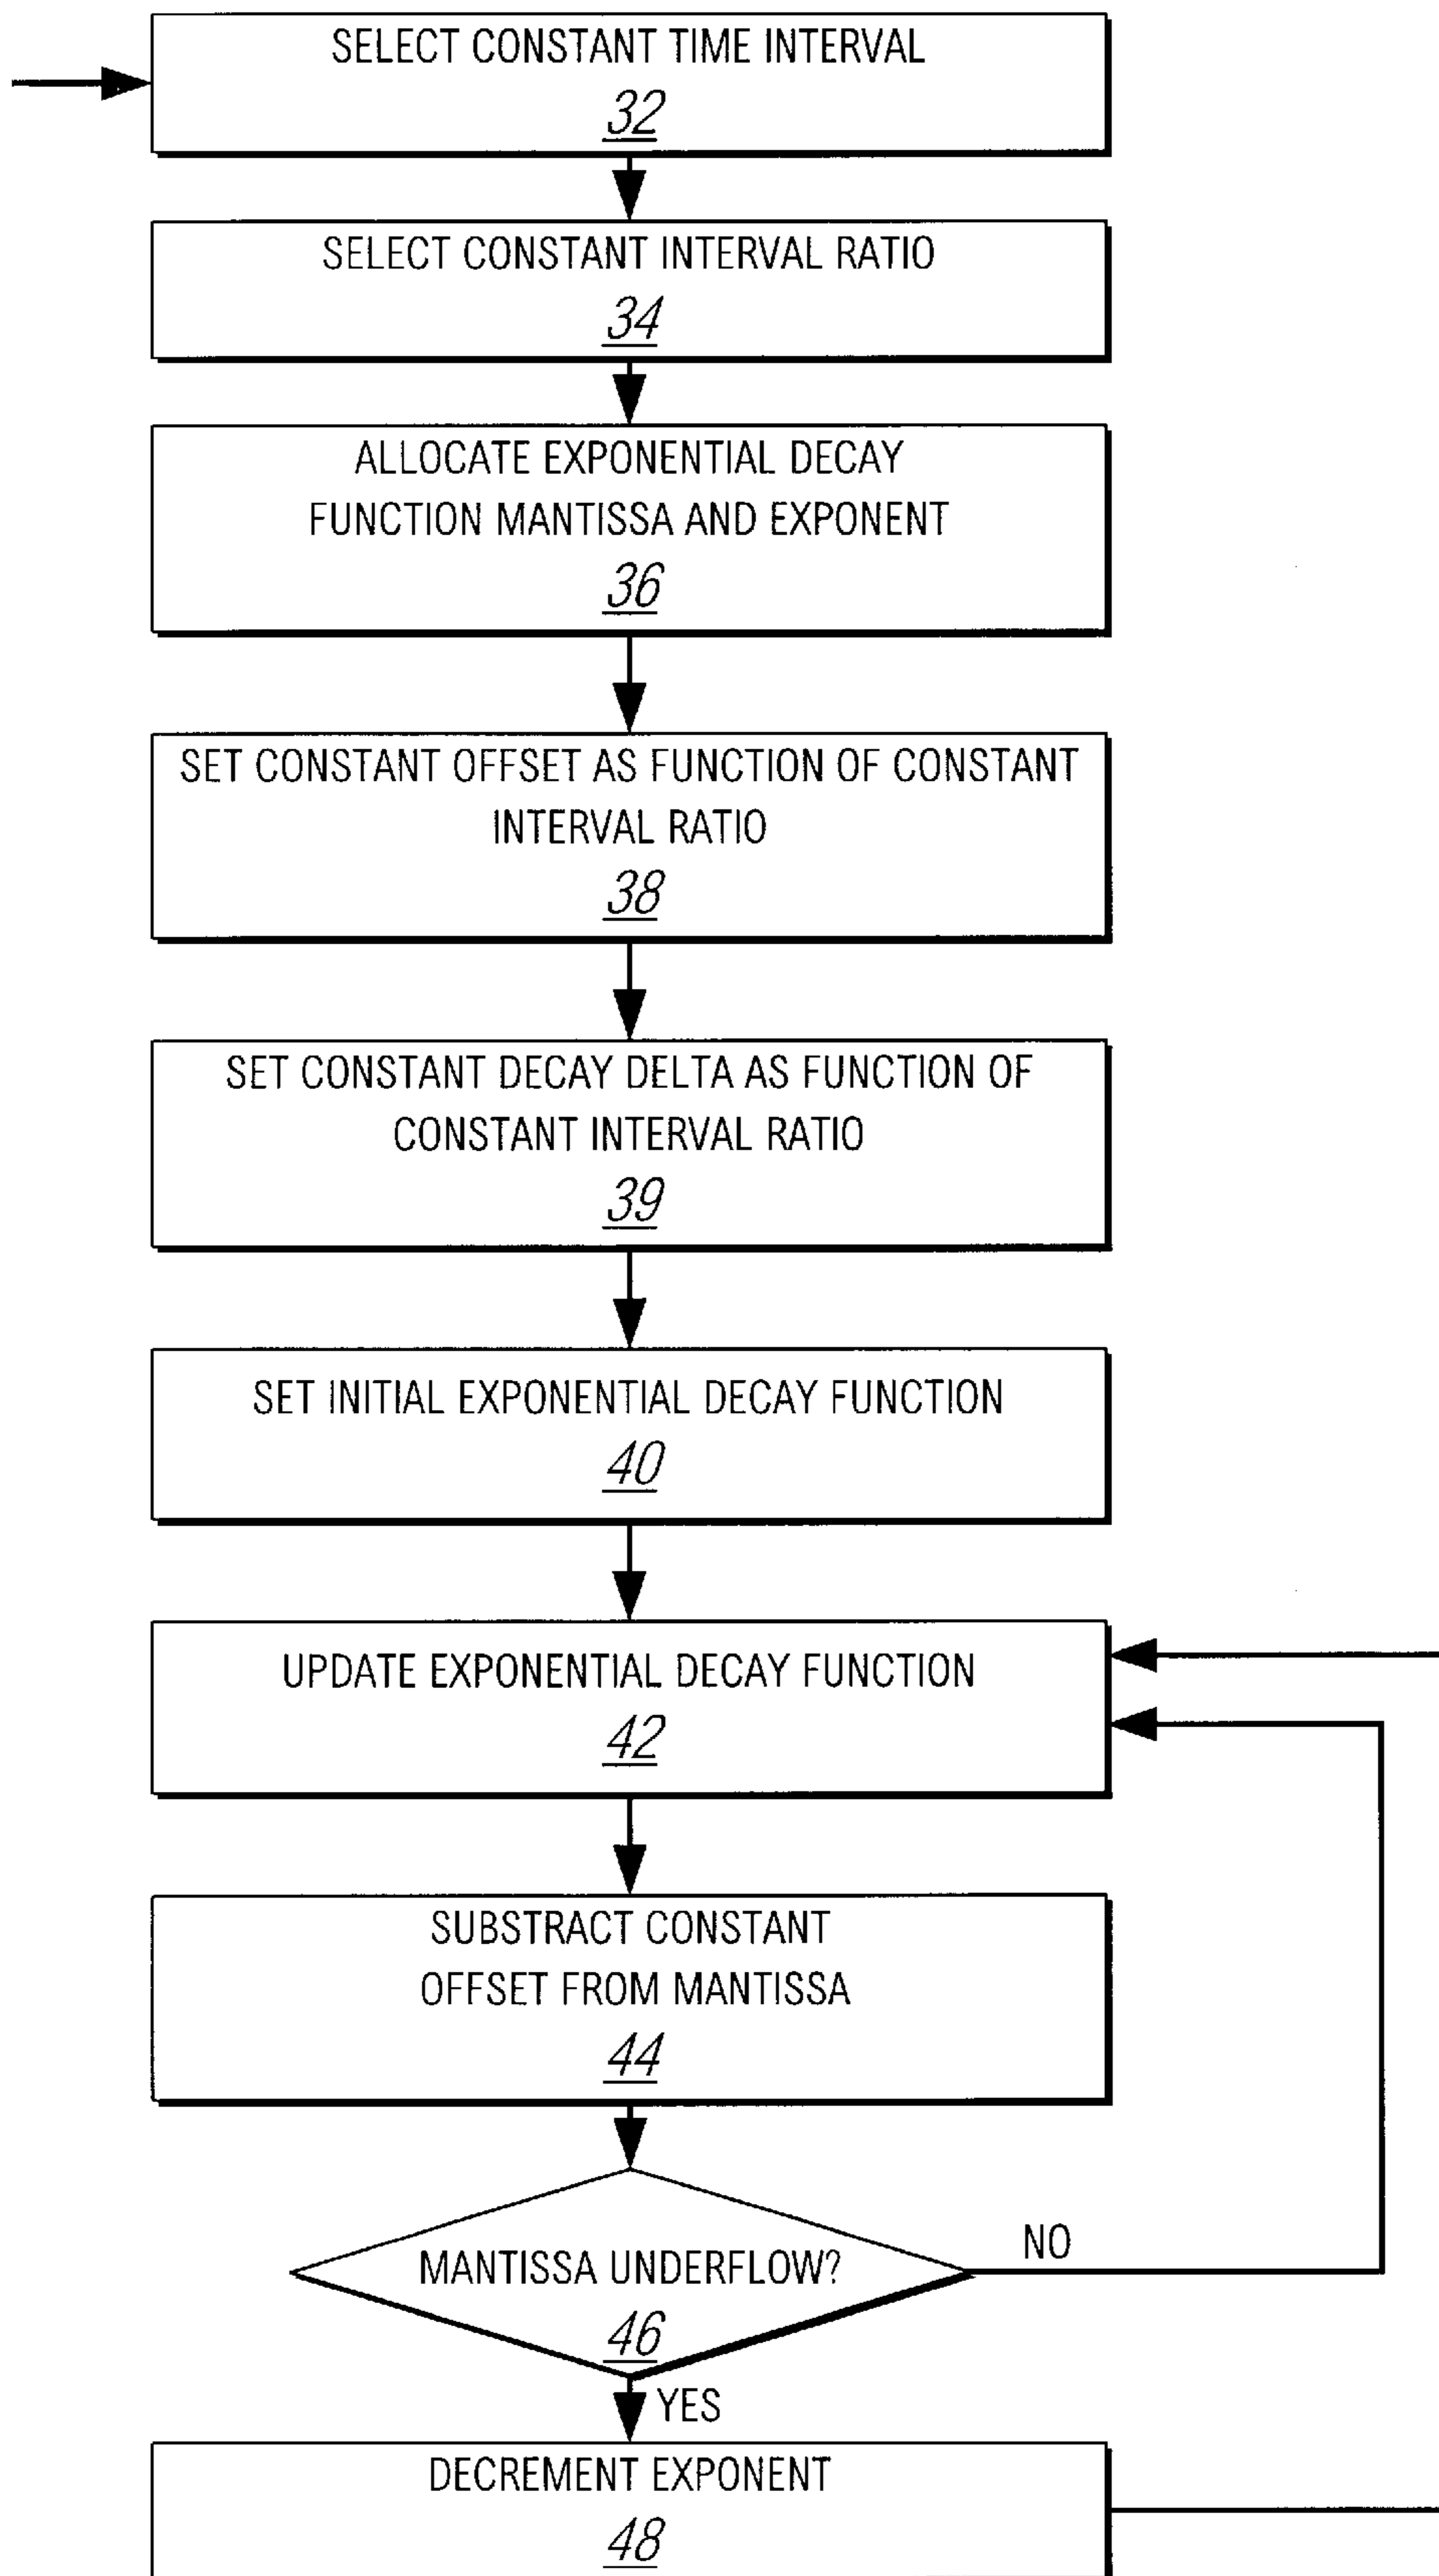 SELECT CONSTANT TIME INTERVAL
32
SELECT CONSTANT INTERVAL RATIO
34
ALLOCATE EXPONENTIAL DECAY
FUNCTION MANTISSA AND EXPONENT
36
SET CONSTANT OFFSET AS FUNCTION OF CONSTANT
INTERVAL RATIO
38
SET CONSTANT DECAY DELTA AS FUNCTION OF
CONSTANT INTERVAL RATIO
39
SET INITIAL EXPONENTIAL DECAY FUNCTION
40
UPDATE EXPONENTIAL DECAY FUNCTION
42
SUBSTRACT CONSTANT
OFFSET FROM MANTISSA
44
NO
MANTISSA UNDERFLOW?
46
YES
DECREMENT EXPONENT
48